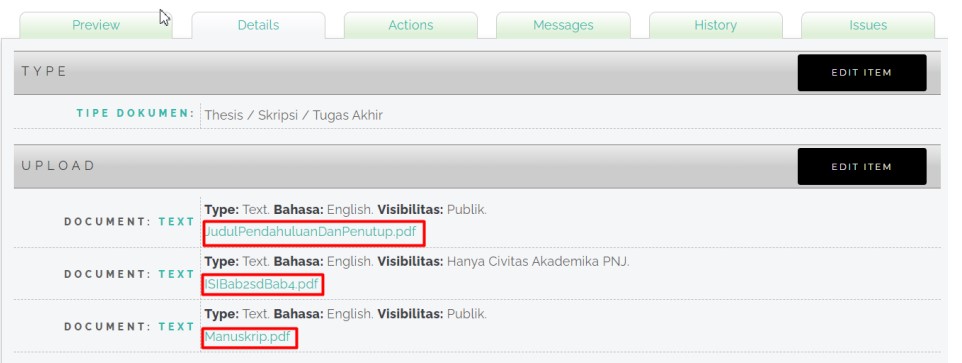 Preview Details Actions Messages History Issues
TYPE EDIT ITEM
TIPE DOKUMEN: Thesis / Skripsi / Tugas Akhir
UPLOAD EDIT ITEM
DOCUMENT: TEXT Type: Text. Bahasa: English. Visibilitas: Publik.
JudulPendahuluanDanPenutup.pdf
DOCUMENT: TEXT Type: Text. Bahasa: English. Visibilitas: Hanya Civitas Akademika PNJ.
ISIBab2sdBab4.pdf
DOCUMENT: TEXT Type: Text. Bahasa: English. Visibilitas: Publik.
Manuskrip.pdf